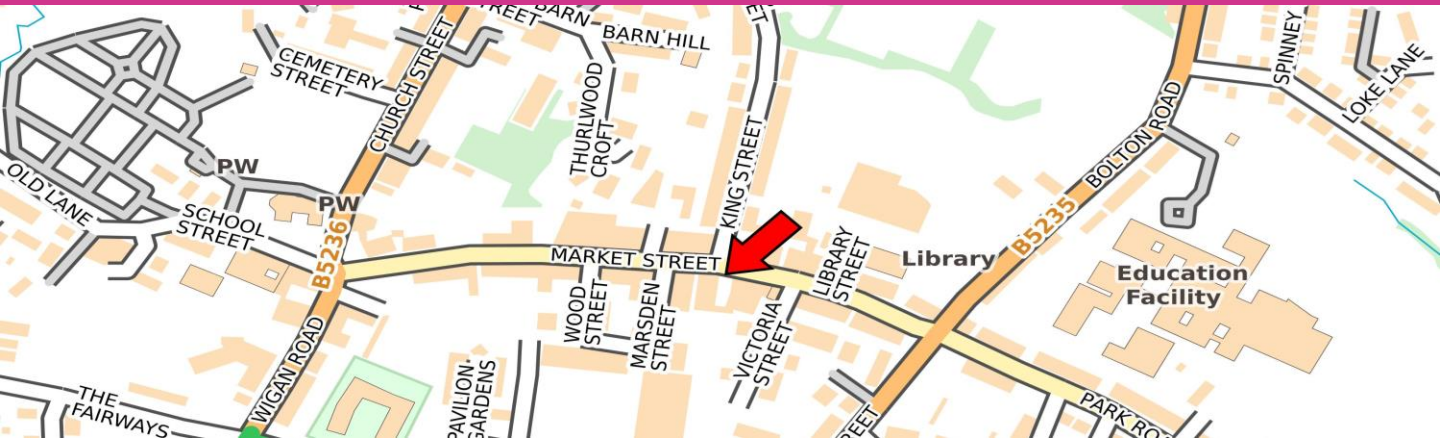 TREET
BARN
BARN HILL
CEMETERY
STREET
CHURCH STREET
THURLWOOD
CROFT
KING STREET
SPINNEY
LOKE LANE
BOLTON ROAD
B5235
PW
PW
OLD LANE
SCHOOL
STREET
B5236
MARKET STREET
LIBRARY
STREET
Library
Education
Facility
WOOD
STREET
MARSDEN
STREET
VICTORIA
STREET
WIGAN ROAD
THE
FAIRWAYS
PAVILION
GARDENS
REET
PARK RO